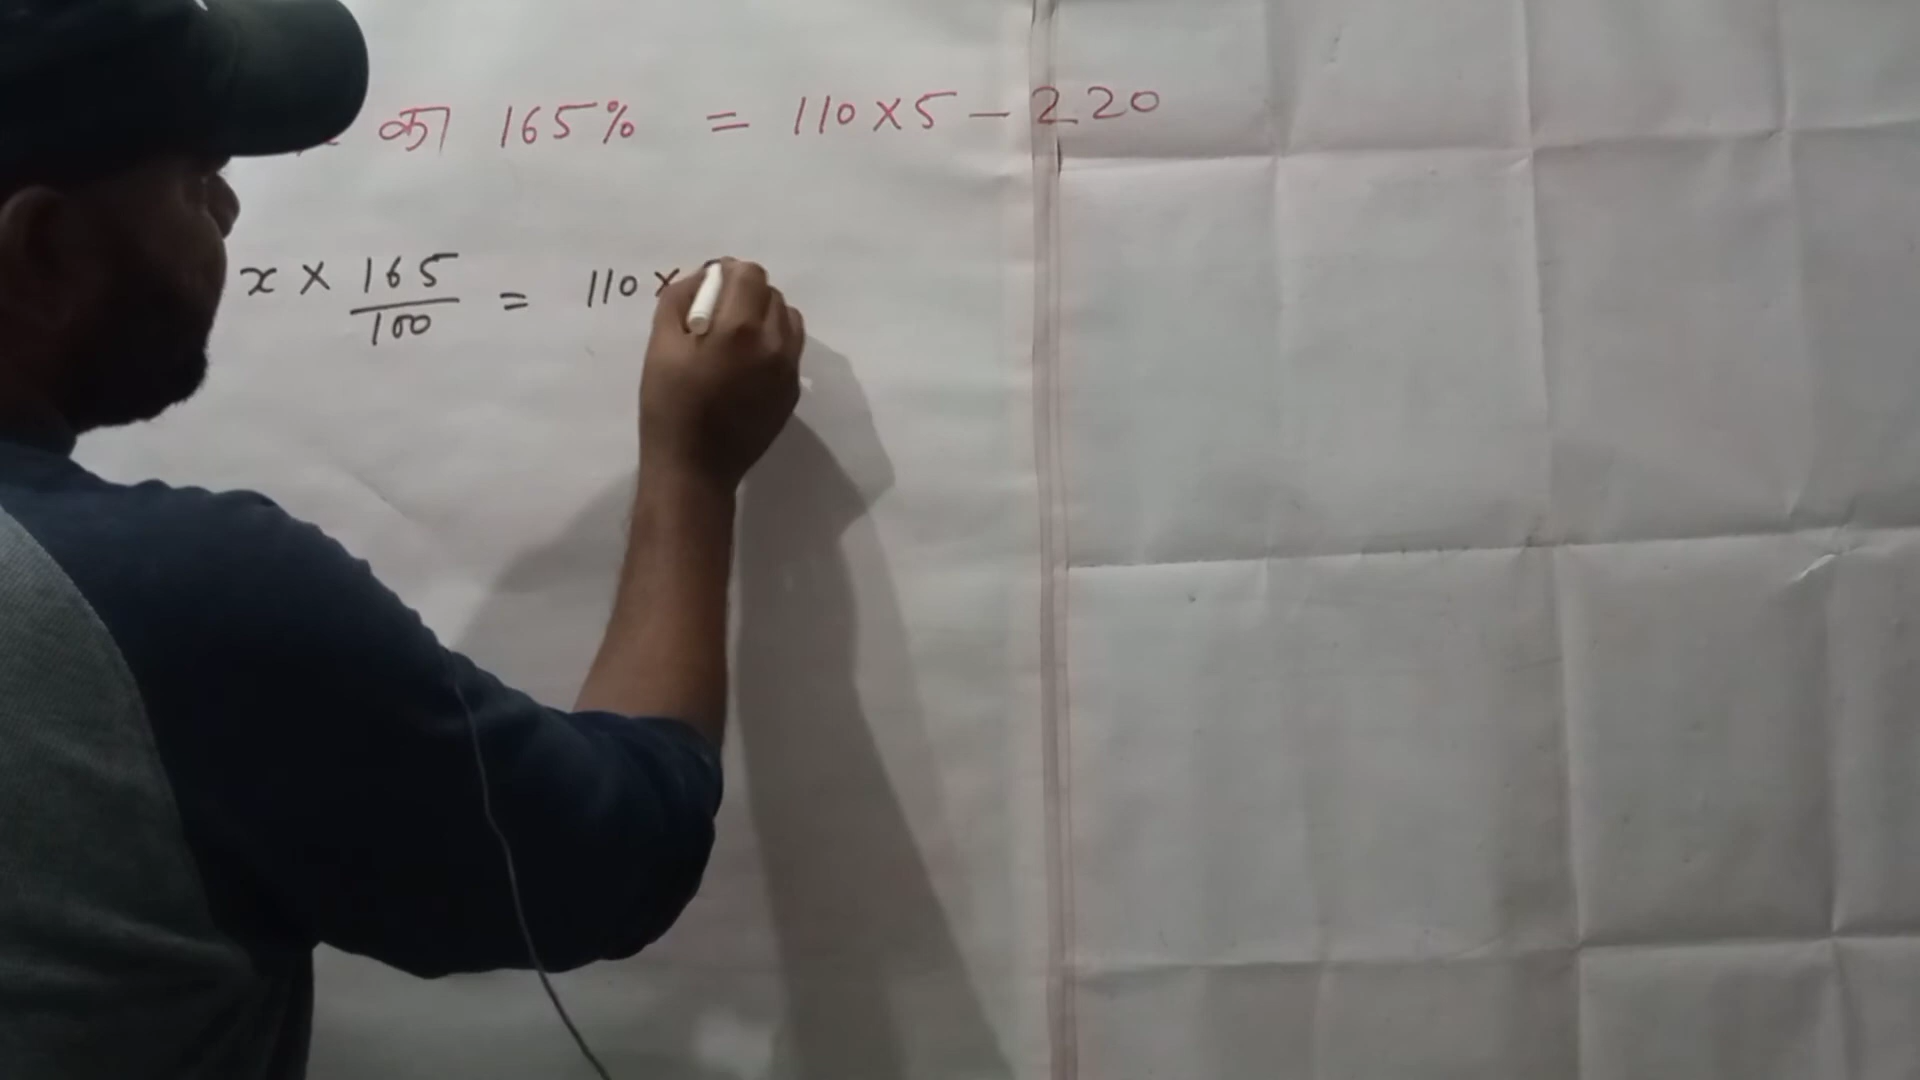 का 165% = 110 × 5 - 220
x × 165/100 = 110 ×